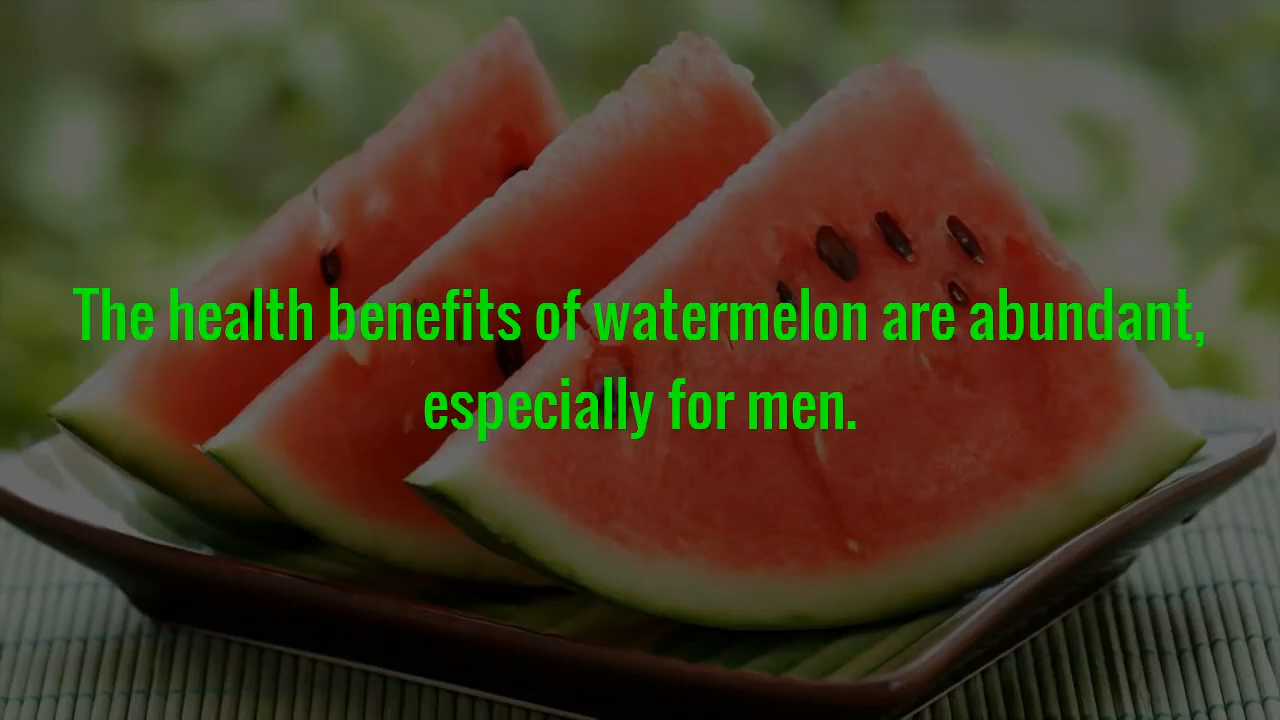 The health benefits of watermelon are abundant,
especially for men.